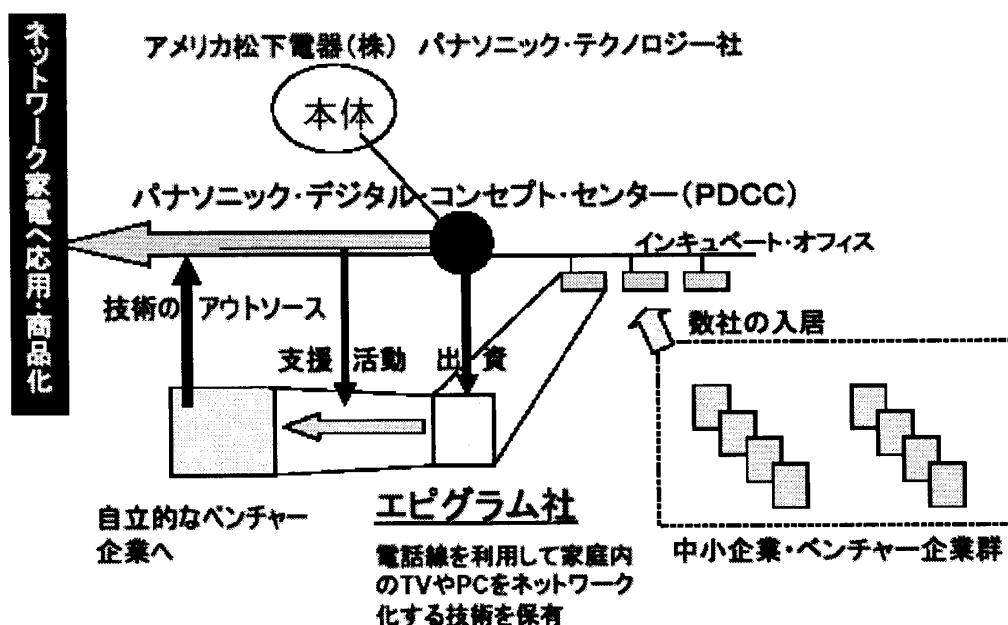 ネットワーク家電へ応用・商品化
アメリカ松下電器(株) パナソニック・テクノロジー社
本体
パナソニック・デジタル・コンセプト・センター(PDCC)
インキュベート・オフィス
技術の アウトソース
数社の入居
支援 活動 出 資
自立的なベンチャー
企業へ
エピグラム社
電話線を利用して家庭内
のTVやPCをネットワーク
化する技術を保有
中小企業・ベンチャー企業群